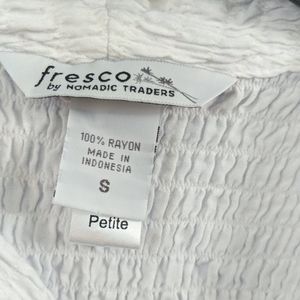 fresco
by NOMADIC TRADERS
100% RAYON
MADE IN
INDONESIA
S
Petite